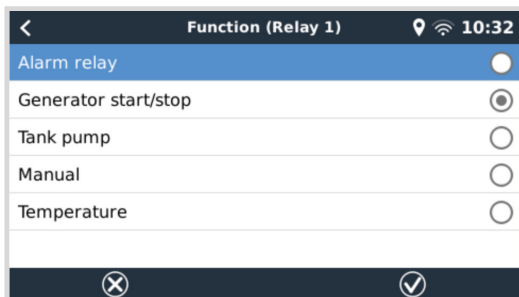 Function (Relay 1) 10:32
Alarm relay
Generator start/stop
Tank pump
Manual
Temperature